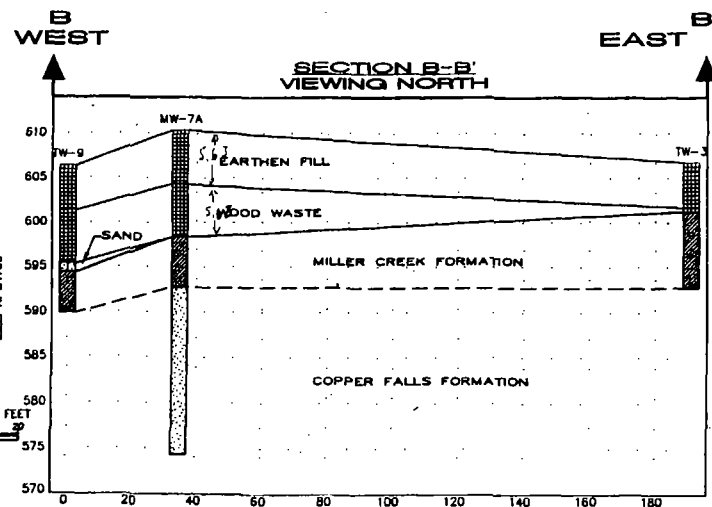 B
WEST
B
EAST
SECTION B-B'
VIEWING NORTH
MW-7A
610
TW-9
TW-3
605
EARTHEN FILL
600
WOOD WASTE
SAND
595
MILLER CREEK FORMATION
590
585
580
COPPER FALLS FORMATION
FEET
20
575
570
0 20 40 60 80 100 120 140 160 180